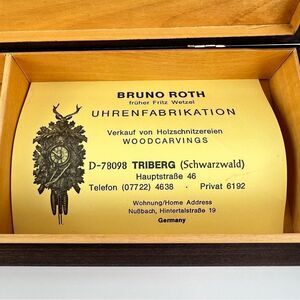 BRUNO ROTH
früher Fritz Wetzel
UHRENFABRIKATION
Verkauf von Holzschnitzereien
WOODCARVINGS
D-78098 TRIBERG (Schwarzwald)
Hauptstraße 46
Telefon (07722) 4638 · Privat 6192
Wohnung/Home Address
Nußbach, Hintertalstraße 19
Germany